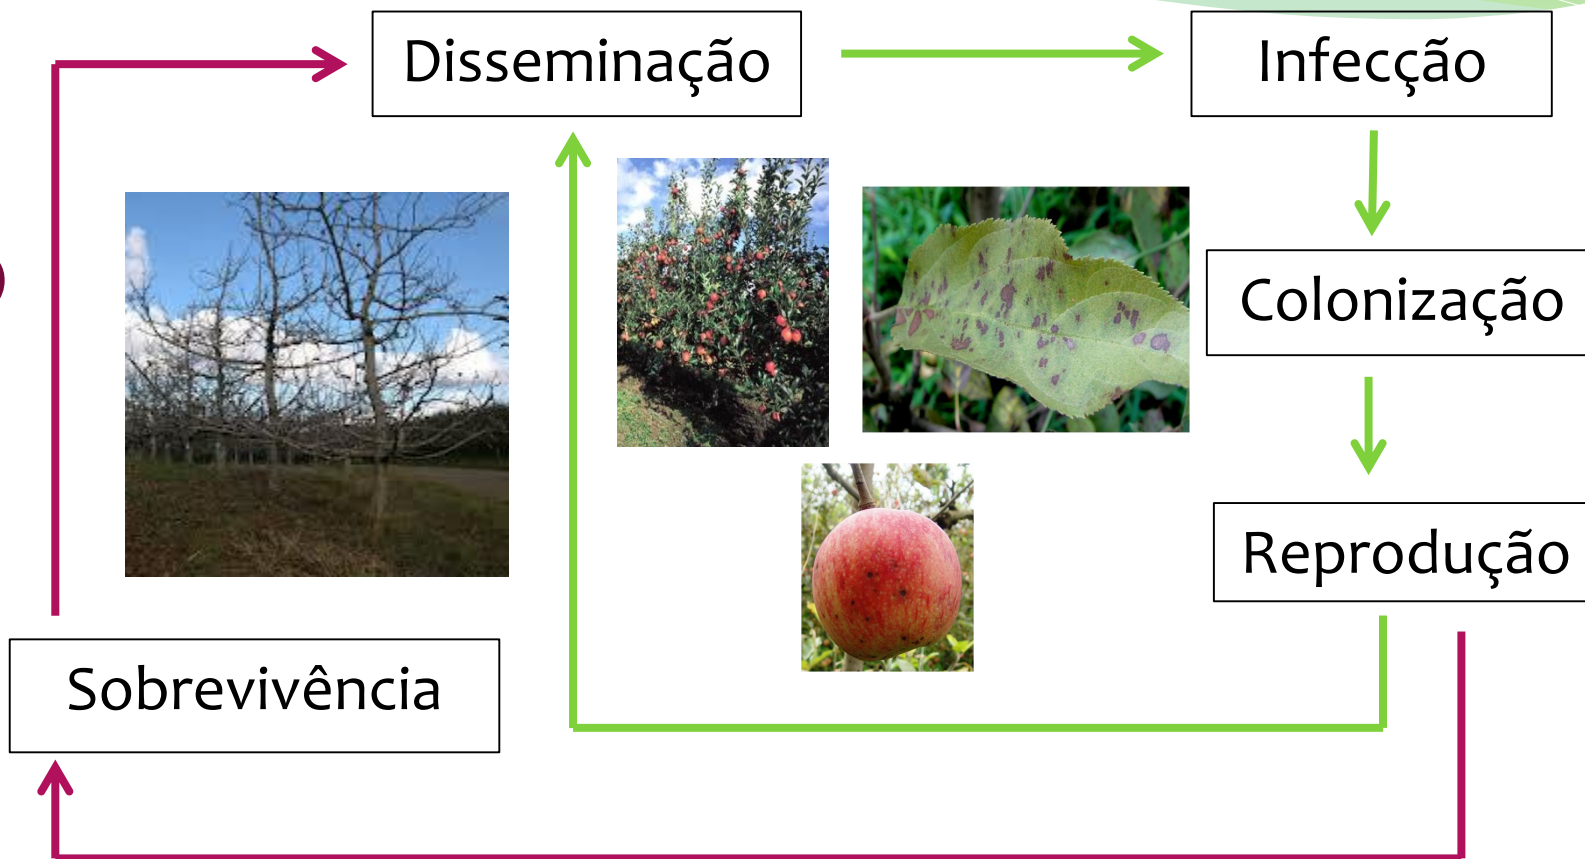 Disseminação
Infecção
Colonização
Reprodução
Sobrevivência